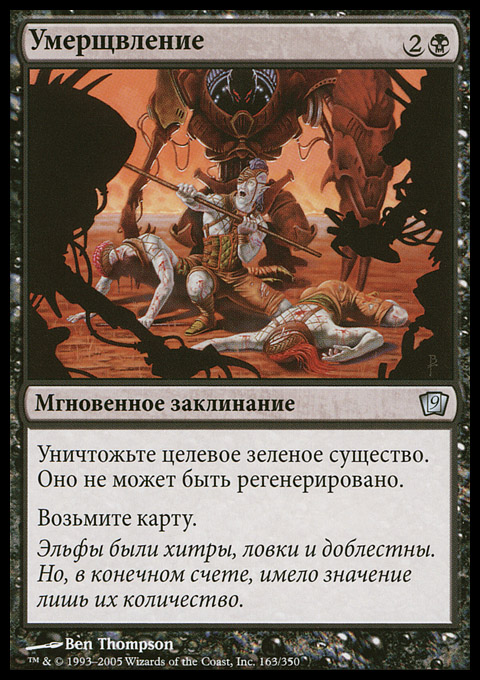 Умерщвление 2
Мгновенное заклинание 9
Уничтожьте целевое зеленое существо.
Оно не может быть регенерировано.
Возьмите карту.
Эльфы были хитры, ловки и доблестны.
Но, в конечном счете, имело значение
лишь их количество.
Ben Thompson
™ & © 1993–2005 Wizards of the Coast, Inc. 163/350